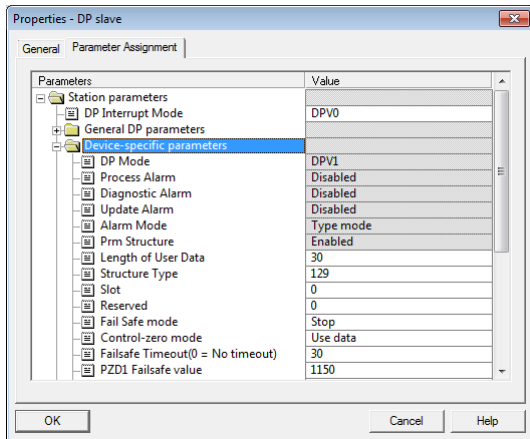 Properties - DP slave
General Parameter Assignment
Parameters Value
Station parameters
DP Interrupt Mode DPV0
General DP parameters
Device-specific parameters
DP Mode DPV1
Process Alarm Disabled
Diagnostic Alarm Disabled
Update Alarm Disabled
Alarm Mode Type mode
Prm Structure Enabled
Length of User Data 30
Structure Type 129
Slot 0
Reserved 0
Fail Safe mode Stop
Control-zero mode Use data
Failsafe Timeout(0 = No timeout) 30
PZD1 Failsafe value 1150
OK Cancel Help